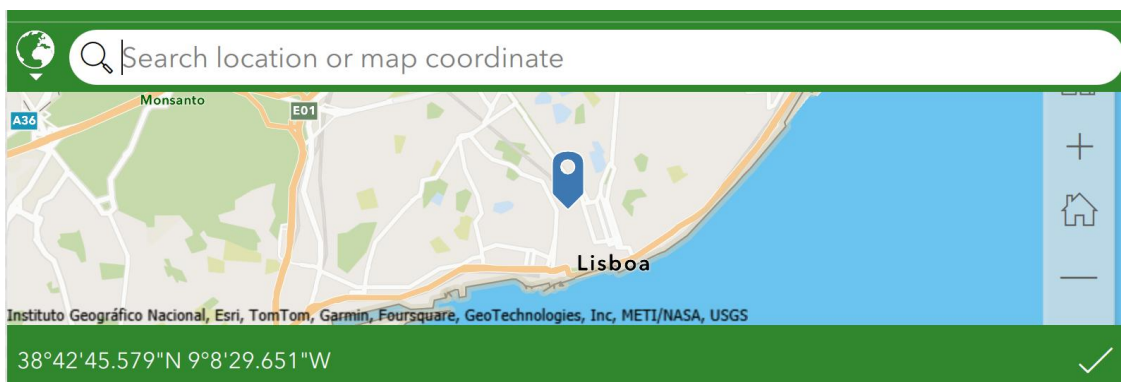 Search location or map coordinate
Monsanto
E01
A36
Lisboa
Instituto Geográfico Nacional, Esri, TomTom, Garmin, Foursquare, GeoTechnologies, Inc, METI/NASA, USGS
38°42'45.579"N 9°8'29.651"W